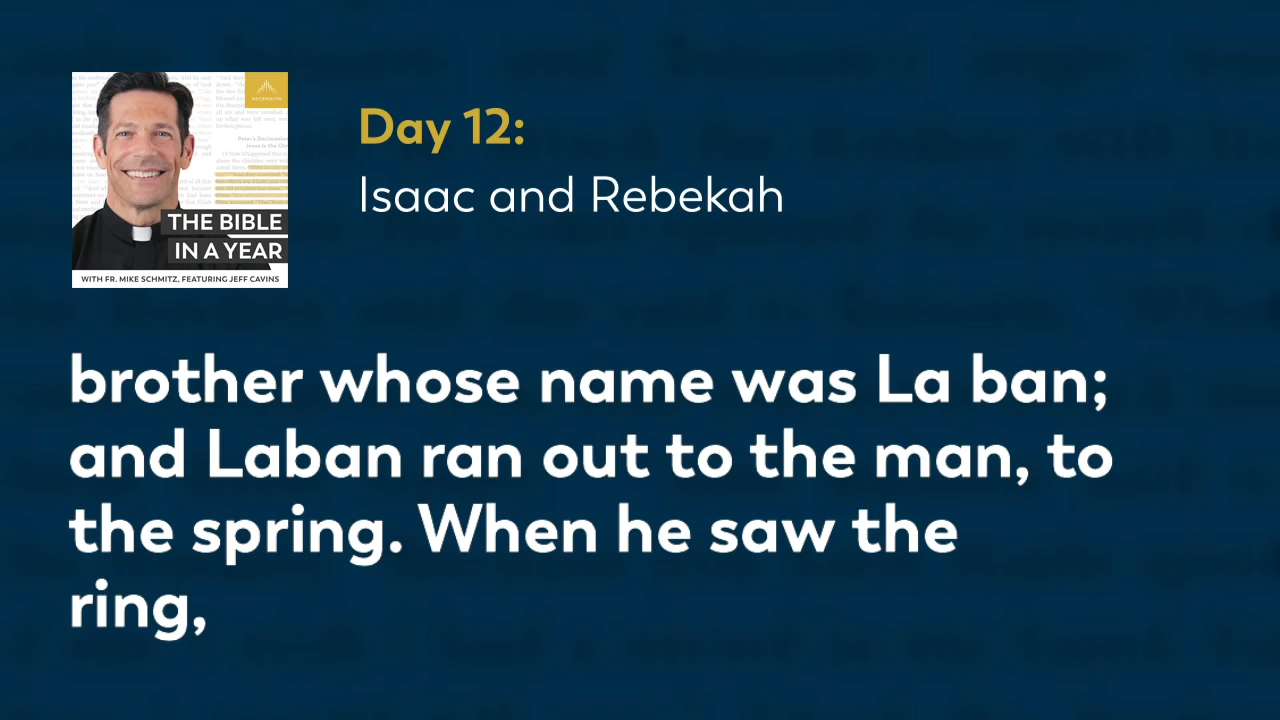 ASCENSION
Day 12:
Isaac and Rebekah
THE BIBLE
IN A YEAR
WITH FR. MIKE SCHMITZ, FEATURING JEFF CAVINS
brother whose name was La ban;
and Laban ran out to the man, to
the spring. When he saw the
ring,